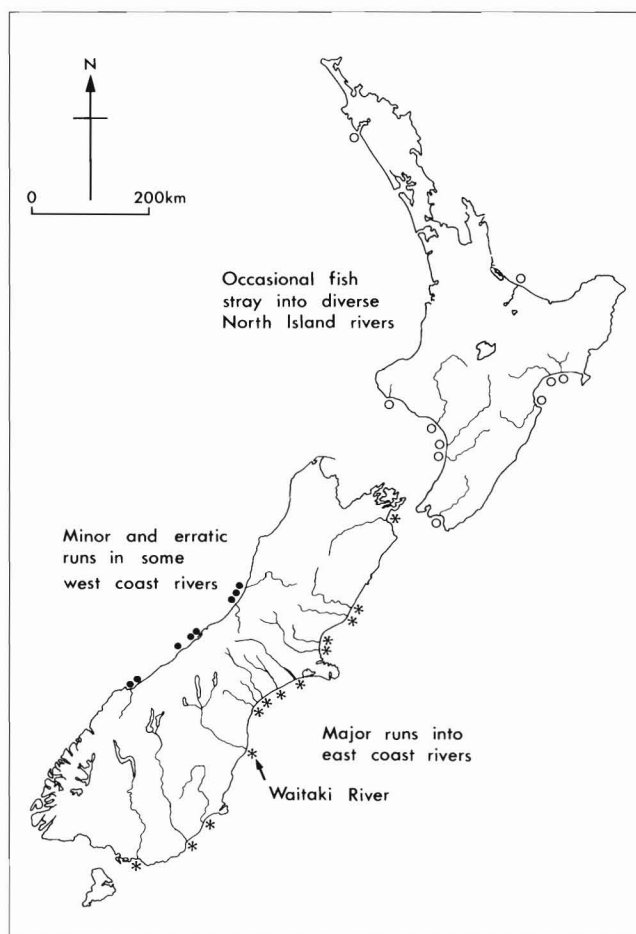 N
0 200km
Occasional fish
stray into diverse
North Island rivers
Minor and erratic
runs in some
west coast rivers
Major runs into
east coast rivers
Waitaki River